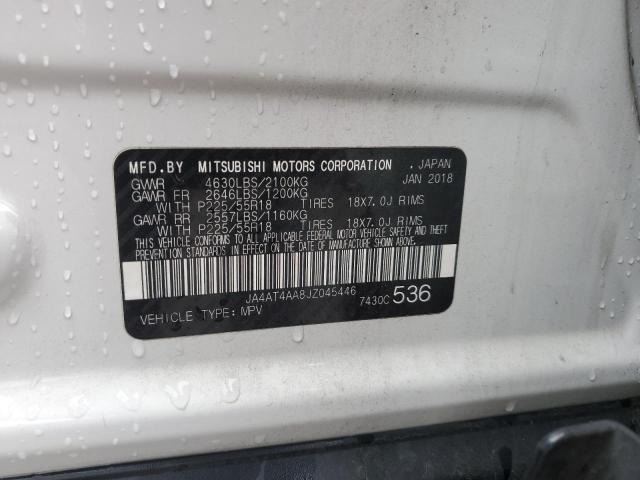 MFD.BY MITSUBISHI MOTORS CORPORATION . JAPAN
GVWR 4630LBS/2100KG JAN 2018
GAWR FR 2646LBS/1200KG
WITH P225/55R18 TIRES 18X7.0J RIMS
GAWR RR 2557LBS/1160KG
WITH P225/55R18 TIRES 18X7.0J RIMS
THIS VEHICLE CONFORMS TO ALL APPLICABLE FEDERAL MOTOR VEHICLE SAFETY AND THEFT
PREVENTION STANDARDS IN EFFECT ON THE DATE OF MANUFACTURE SHOWN ABOVE.
JA4AT4AA8JZ045446
7430C 536
VEHICLE TYPE: MPV